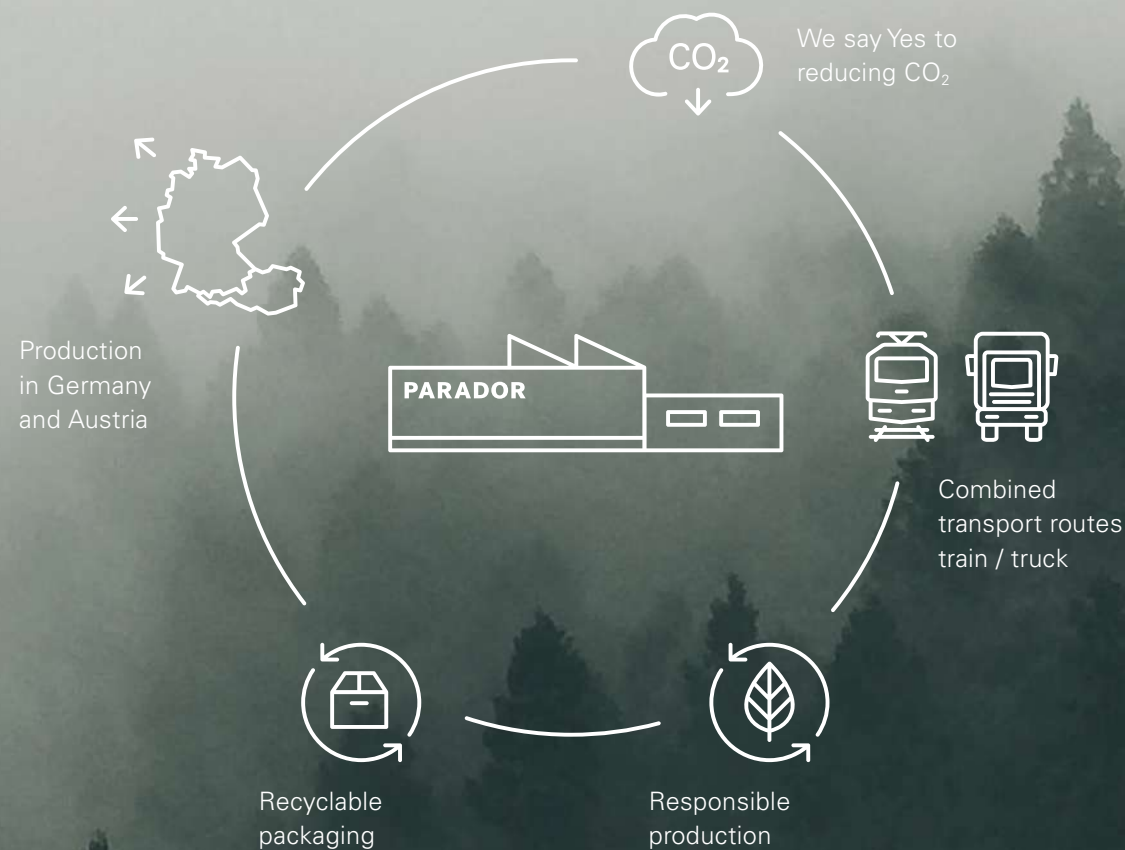 CO₂
We say Yes to
reducing CO₂
Production
in Germany
and Austria
PARADOR
Combined
transport routes
train / truck
Recyclable
packaging
Responsible
production